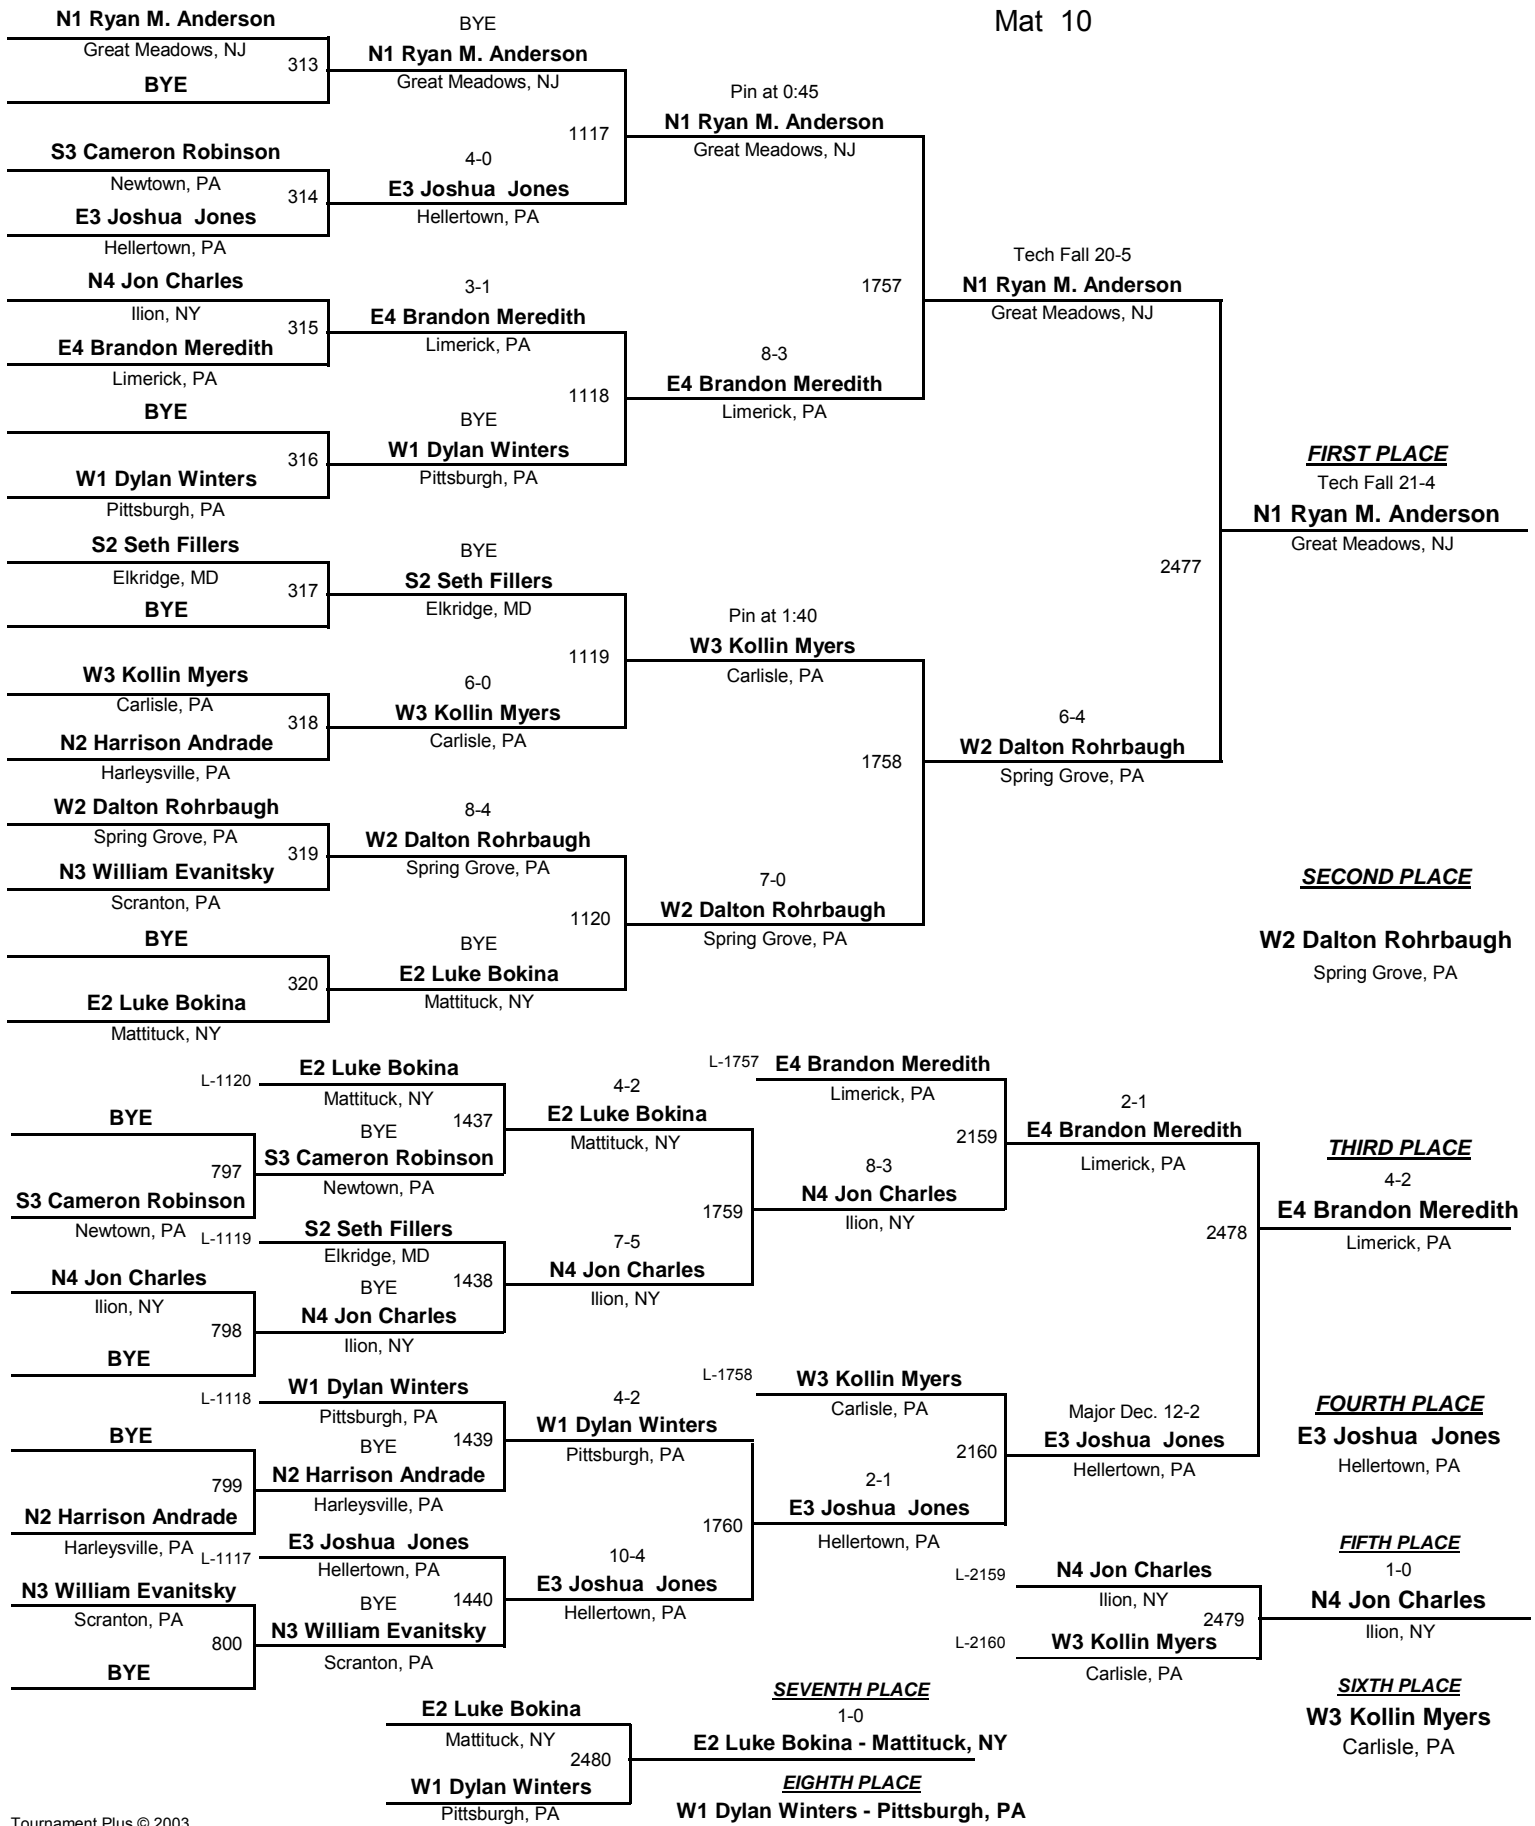 Mat 10
N1 Ryan M. Anderson
Great Meadows, NJ
313
BYE
S3 Cameron Robinson
Newtown, PA
314
E3 Joshua Jones
Hellertown, PA
N4 Jon Charles
Ilion, NY
315
E4 Brandon Meredith
Limerick, PA
BYE
316
W1 Dylan Winters
Pittsburgh, PA
S2 Seth Fillers
Elkridge, MD
317
BYE
W3 Kollin Myers
Carlisle, PA
318
N2 Harrison Andrade
Harleysville, PA
W2 Dalton Rohrbaugh
Spring Grove, PA
319
N3 William Evanitsky
Scranton, PA
BYE
320
E2 Luke Bokina
Mattituck, NY
BYE
N1 Ryan M. Anderson
Great Meadows, NJ
1117
4-0
E3 Joshua Jones
Hellertown, PA
3-1
E4 Brandon Meredith
Limerick, PA
1118
BYE
W1 Dylan Winters
Pittsburgh, PA
BYE
S2 Seth Fillers
Elkridge, MD
1119
6-0
W3 Kollin Myers
Carlisle, PA
8-4
W2 Dalton Rohrbaugh
Spring Grove, PA
1120
BYE
E2 Luke Bokina
Mattituck, NY
Pin at 0:45
N1 Ryan M. Anderson
Great Meadows, NJ
1757
8-3
E4 Brandon Meredith
Limerick, PA
Pin at 1:40
W3 Kollin Myers
Carlisle, PA
1758
7-0
W2 Dalton Rohrbaugh
Spring Grove, PA
Tech Fall 20-5
N1 Ryan M. Anderson
Great Meadows, NJ
2477
6-4
W2 Dalton Rohrbaugh
Spring Grove, PA
FIRST PLACE
Tech Fall 21-4
N1 Ryan M. Anderson
Great Meadows, NJ
SECOND PLACE
W2 Dalton Rohrbaugh
Spring Grove, PA
BYE
797
S3 Cameron Robinson
Newtown, PA
N4 Jon Charles
Ilion, NY
798
BYE
BYE
799
N2 Harrison Andrade
Harleysville, PA
N3 William Evanitsky
Scranton, PA
800
BYE
L-1120
E2 Luke Bokina
Mattituck, NY
1437
BYE
S3 Cameron Robinson
Newtown, PA
L-1119
S2 Seth Fillers
Elkridge, MD
1438
BYE
N4 Jon Charles
Ilion, NY
L-1118
W1 Dylan Winters
Pittsburgh, PA
1439
BYE
N2 Harrison Andrade
Harleysville, PA
L-1117
E3 Joshua Jones
Hellertown, PA
1440
BYE
N3 William Evanitsky
Scranton, PA
4-2
E2 Luke Bokina
Mattituck, NY
1759
7-5
N4 Jon Charles
Ilion, NY
4-2
W1 Dylan Winters
Pittsburgh, PA
1760
10-4
E3 Joshua Jones
Hellertown, PA
L-1757
E4 Brandon Meredith
Limerick, PA
2159
8-3
N4 Jon Charles
Ilion, NY
L-1758
W3 Kollin Myers
Carlisle, PA
2160
2-1
E3 Joshua Jones
Hellertown, PA
2-1
E4 Brandon Meredith
Limerick, PA
2478
Major Dec. 12-2
E3 Joshua Jones
Hellertown, PA
THIRD PLACE
4-2
E4 Brandon Meredith
Limerick, PA
FOURTH PLACE
E3 Joshua Jones
Hellertown, PA
L-2159
N4 Jon Charles
Ilion, NY
2479
L-2160
W3 Kollin Myers
Carlisle, PA
FIFTH PLACE
1-0
N4 Jon Charles
Ilion, NY
SIXTH PLACE
W3 Kollin Myers
Carlisle, PA
E2 Luke Bokina
Mattituck, NY
2480
W1 Dylan Winters
Pittsburgh, PA
SEVENTH PLACE
1-0
E2 Luke Bokina - Mattituck, NY
EIGHTH PLACE
W1 Dylan Winters - Pittsburgh, PA
Tournament Plus © 2003